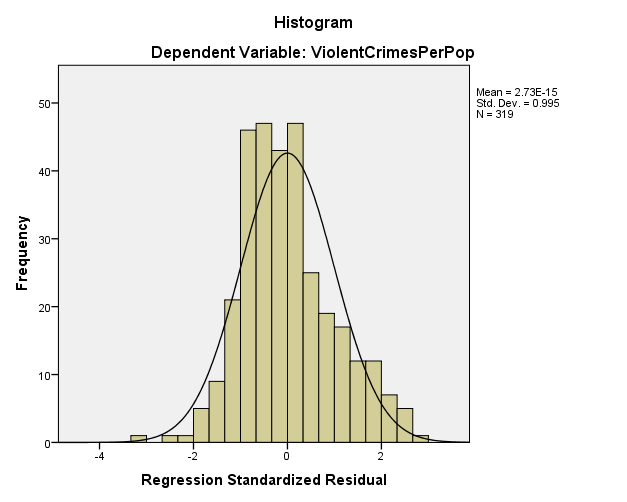 Histogram
Dependent Variable: ViolentCrimesPerPop
Mean = 2.73E-15
Std. Dev. = 0.995
N = 319
Frequency
50
40
30
20
10
0
-4 -2 0 2
Regression Standardized Residual